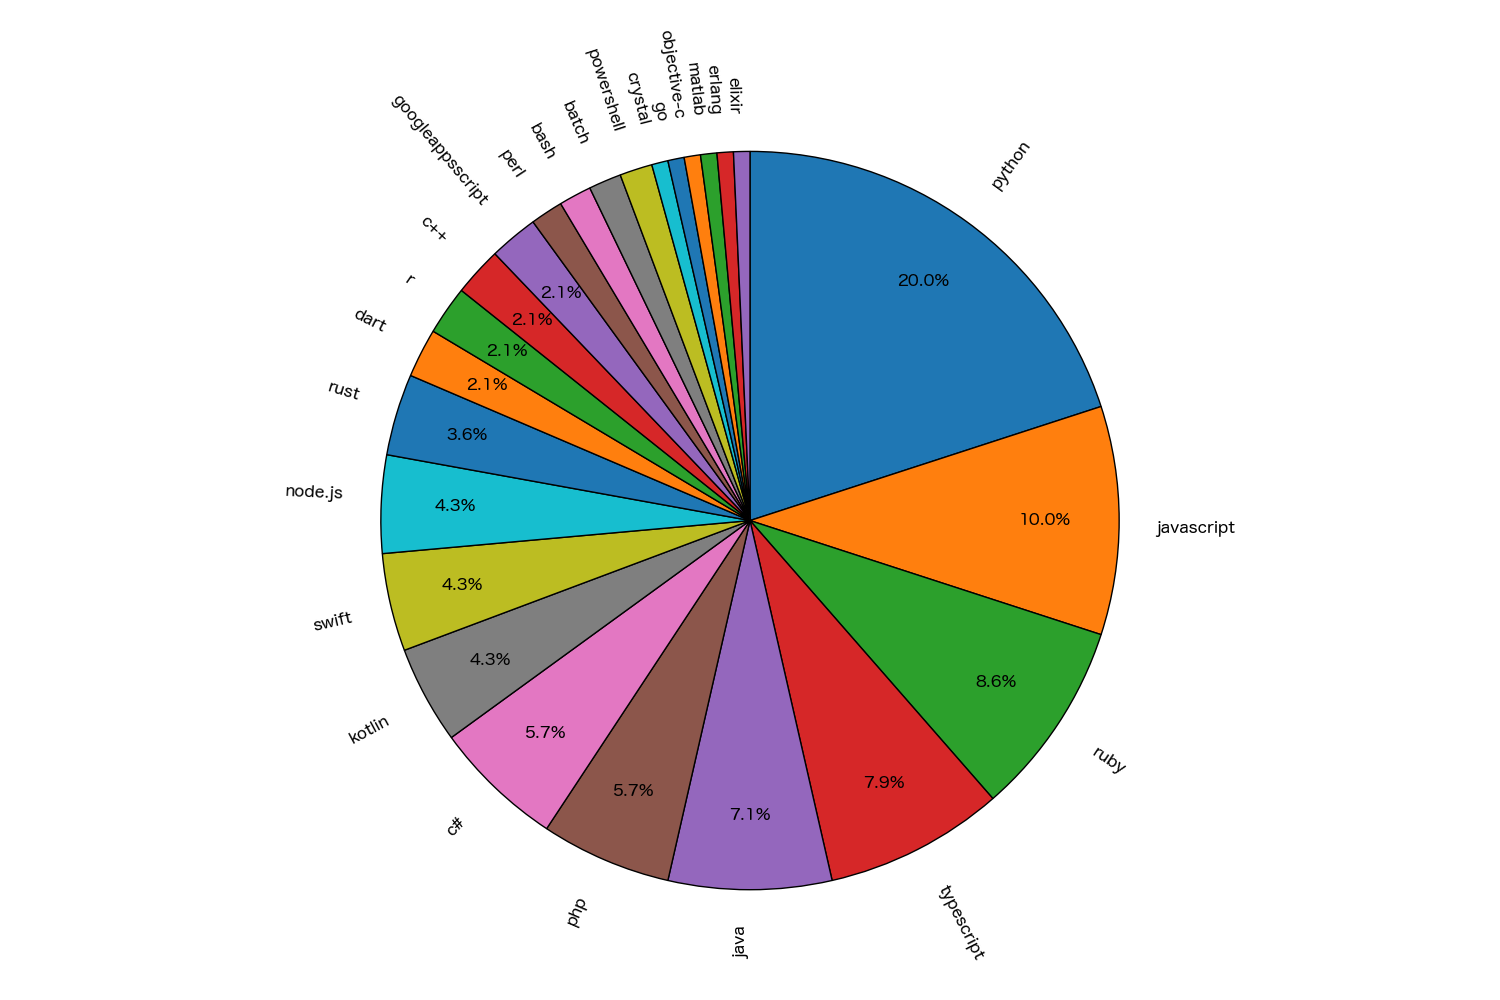 python
20.0%
javascript
10.0%
ruby
8.6%
typescript
7.9%
java
7.1%
php
5.7%
c#
5.7%
kotlin
4.3%
swift
4.3%
node.js
4.3%
rust
3.6%
dart
2.1%
r
2.1%
c++
2.1%
googleappsscript
2.1%
perl
bash
batch
powershell
crystal
go
objective-c
matlab
erlang
elixir